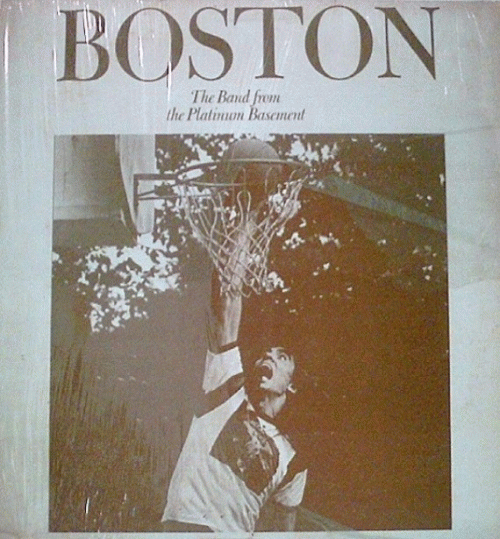 BOSTON
The Band from
the Platinum Basement